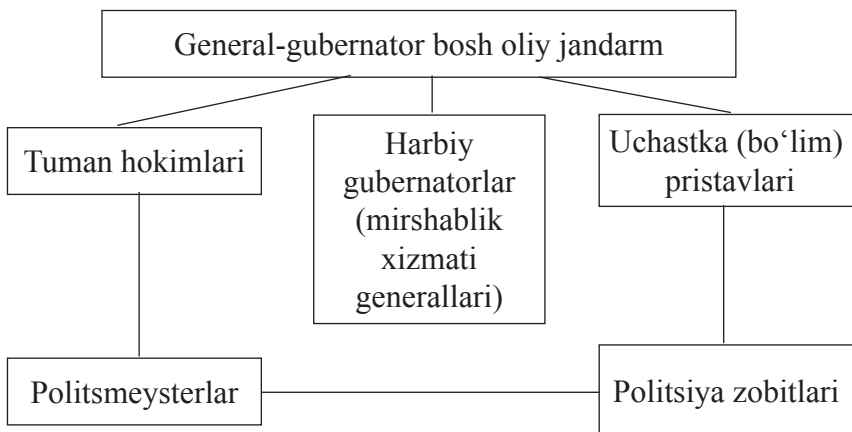 General-gubernator bosh oliy jandarm
Tuman hokimlari
Harbiy
gubernatorlar
(mirshablik
xizmati
generallari)
Uchastka (bo‘lim)
pristavlari
Politsmeysterlar
Politsiya zobitlari